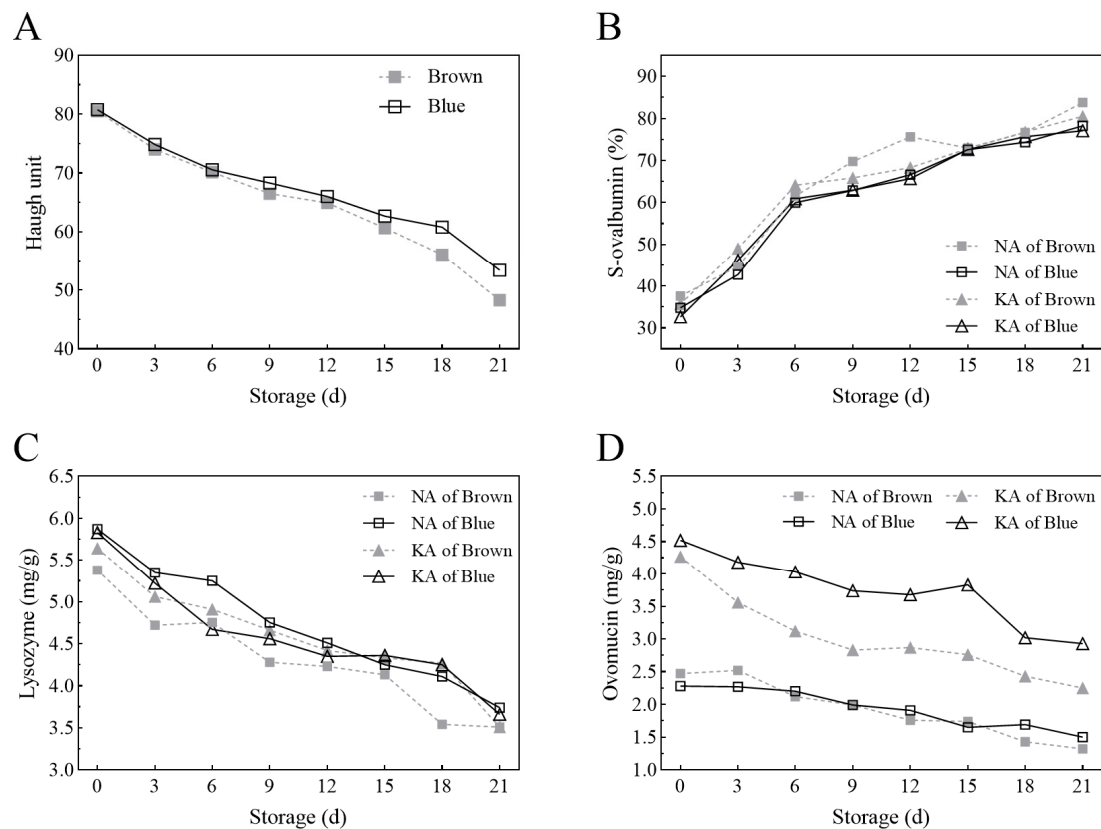 A
90
80
70
60
50
40
Haugh unit
Brown
Blue
0 3 6 9 12 15 18 21
Storage (d)
B
90
80
70
60
50
40
30
S-ovalbumin (%)
NA of Brown
NA of Blue
KA of Brown
KA of Blue
0 3 6 9 12 15 18 21
Storage (d)
C
6.5
6.0
5.5
5.0
4.5
4.0
3.5
3.0
Lysozyme (mg/g)
NA of Brown
NA of Blue
KA of Brown
KA of Blue
0 3 6 9 12 15 18 21
Storage (d)
D
5.5
5.0
4.5
4.0
3.5
3.0
2.5
2.0
1.5
1.0
Ovomucin (mg/g)
NA of Brown KA of Brown
NA of Blue KA of Blue
0 3 6 9 12 15 18 21
Storage (d)